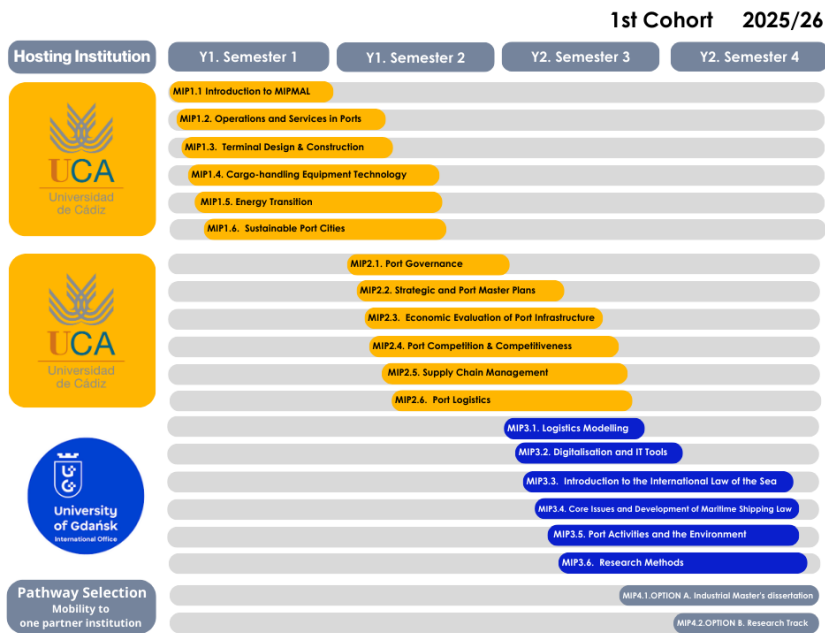 1st Cohort 2025/26
Hosting Institution
Y1. Semester 1
Y1. Semester 2
Y2. Semester 3
Y2. Semester 4
UCA
Universidad
de Cádiz
MIP1.1 Introduction to MIPMAL
MIP1.2. Operations and Services in Ports
MIP1.3. Terminal Design & Construction
MIP1.4. Cargo-handling Equipment Technology
MIP1.5. Energy Transition
MIP1.6. Sustainable Port Cities
UCA
Universidad
de Cádiz
MIP2.1. Port Governance
MIP2.2. Strategic and Port Master Plans
MIP2.3. Economic Evaluation of Port Infrastructure
MIP2.4. Port Competition & Competitiveness
MIP2.5. Supply Chain Management
MIP2.6. Port Logistics
University
of Gdańsk
International Office
MIP3.1. Logistics Modelling
MIP3.2. Digitalisation and IT Tools
MIP3.3. Introduction to the International Law of the Sea
MIP3.4. Core Issues and Development of Maritime Shipping Law
MIP3.5. Port Activities and the Environment
MIP3.6. Research Methods
Pathway Selection
Mobility to
one partner institution
MIP4.1.OPTION A. Industrial Master's dissertation
MIP4.2.OPTION B. Research Track